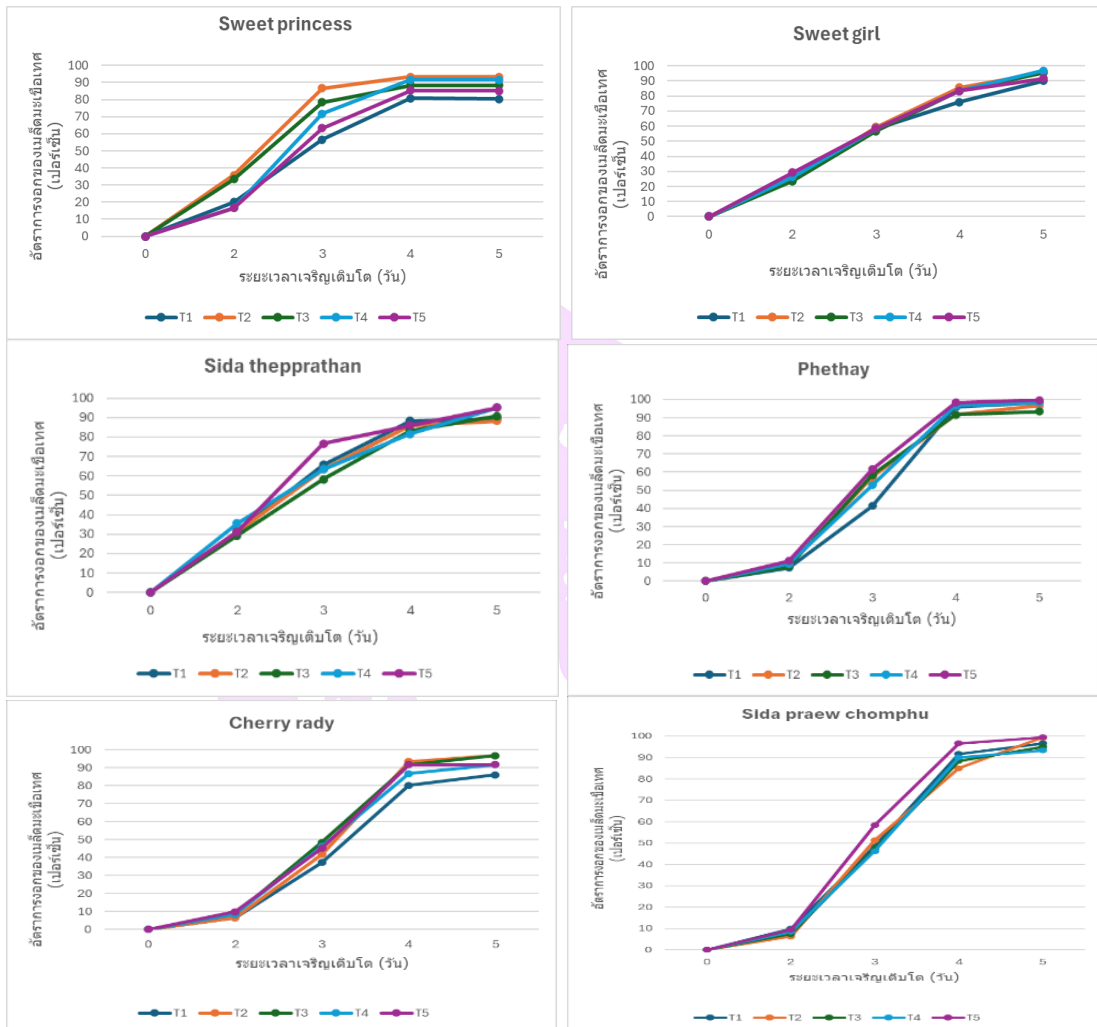 Sweet princess
อัตราการงอกของเมล็ดมะเขือเทศ
(เปอร์เซ็น)
100
90
80
70
60
50
40
30
20
10
0
0 2 3 4 5
ระยะเวลาเจริญเติบโต (วัน)
T1 T2 T3 T4 T5
Sweet girl
อัตราการงอกของเมล็ดมะเขือเทศ
(เปอร์เซ็น)
100
90
80
70
60
50
40
30
20
10
0
0 2 3 4 5
ระยะเวลาเจริญเติบโต (วัน)
T1 T2 T3 T4 T5
Sida thepprathan
อัตราการงอกของเมล็ดมะเขือเทศ
(เปอร์เซ็น)
100
90
80
70
60
50
40
30
20
10
0
0 2 3 4 5
ระยะเวลาเจริญเติบโต (วัน)
T1 T2 T3 T4 T5
Phethay
อัตราการงอกของเมล็ดมะเขือเทศ
(เปอร์เซ็น)
100
90
80
70
60
50
40
30
20
10
0
0 2 3 4 5
ระยะเวลาเจริญเติบโต (วัน)
T1 T2 T3 T4 T5
Cherry rady
อัตราการงอกของเมล็ดมะเขือเทศ
(เปอร์เซ็น)
100
90
80
70
60
50
40
30
20
10
0
0 2 3 4 5
ระยะเวลาเจริญเติบโต (วัน)
T1 T2 T3 T4 T5
Sida praew chomphu
อัตราการงอกของเมล็ดมะเขือเทศ
(เปอร์เซ็น)
100
90
80
70
60
50
40
30
20
10
0
0 2 3 4 5
ระยะเวลาเจริญเติบโต (วัน)
T1 T2 T3 T4 T5